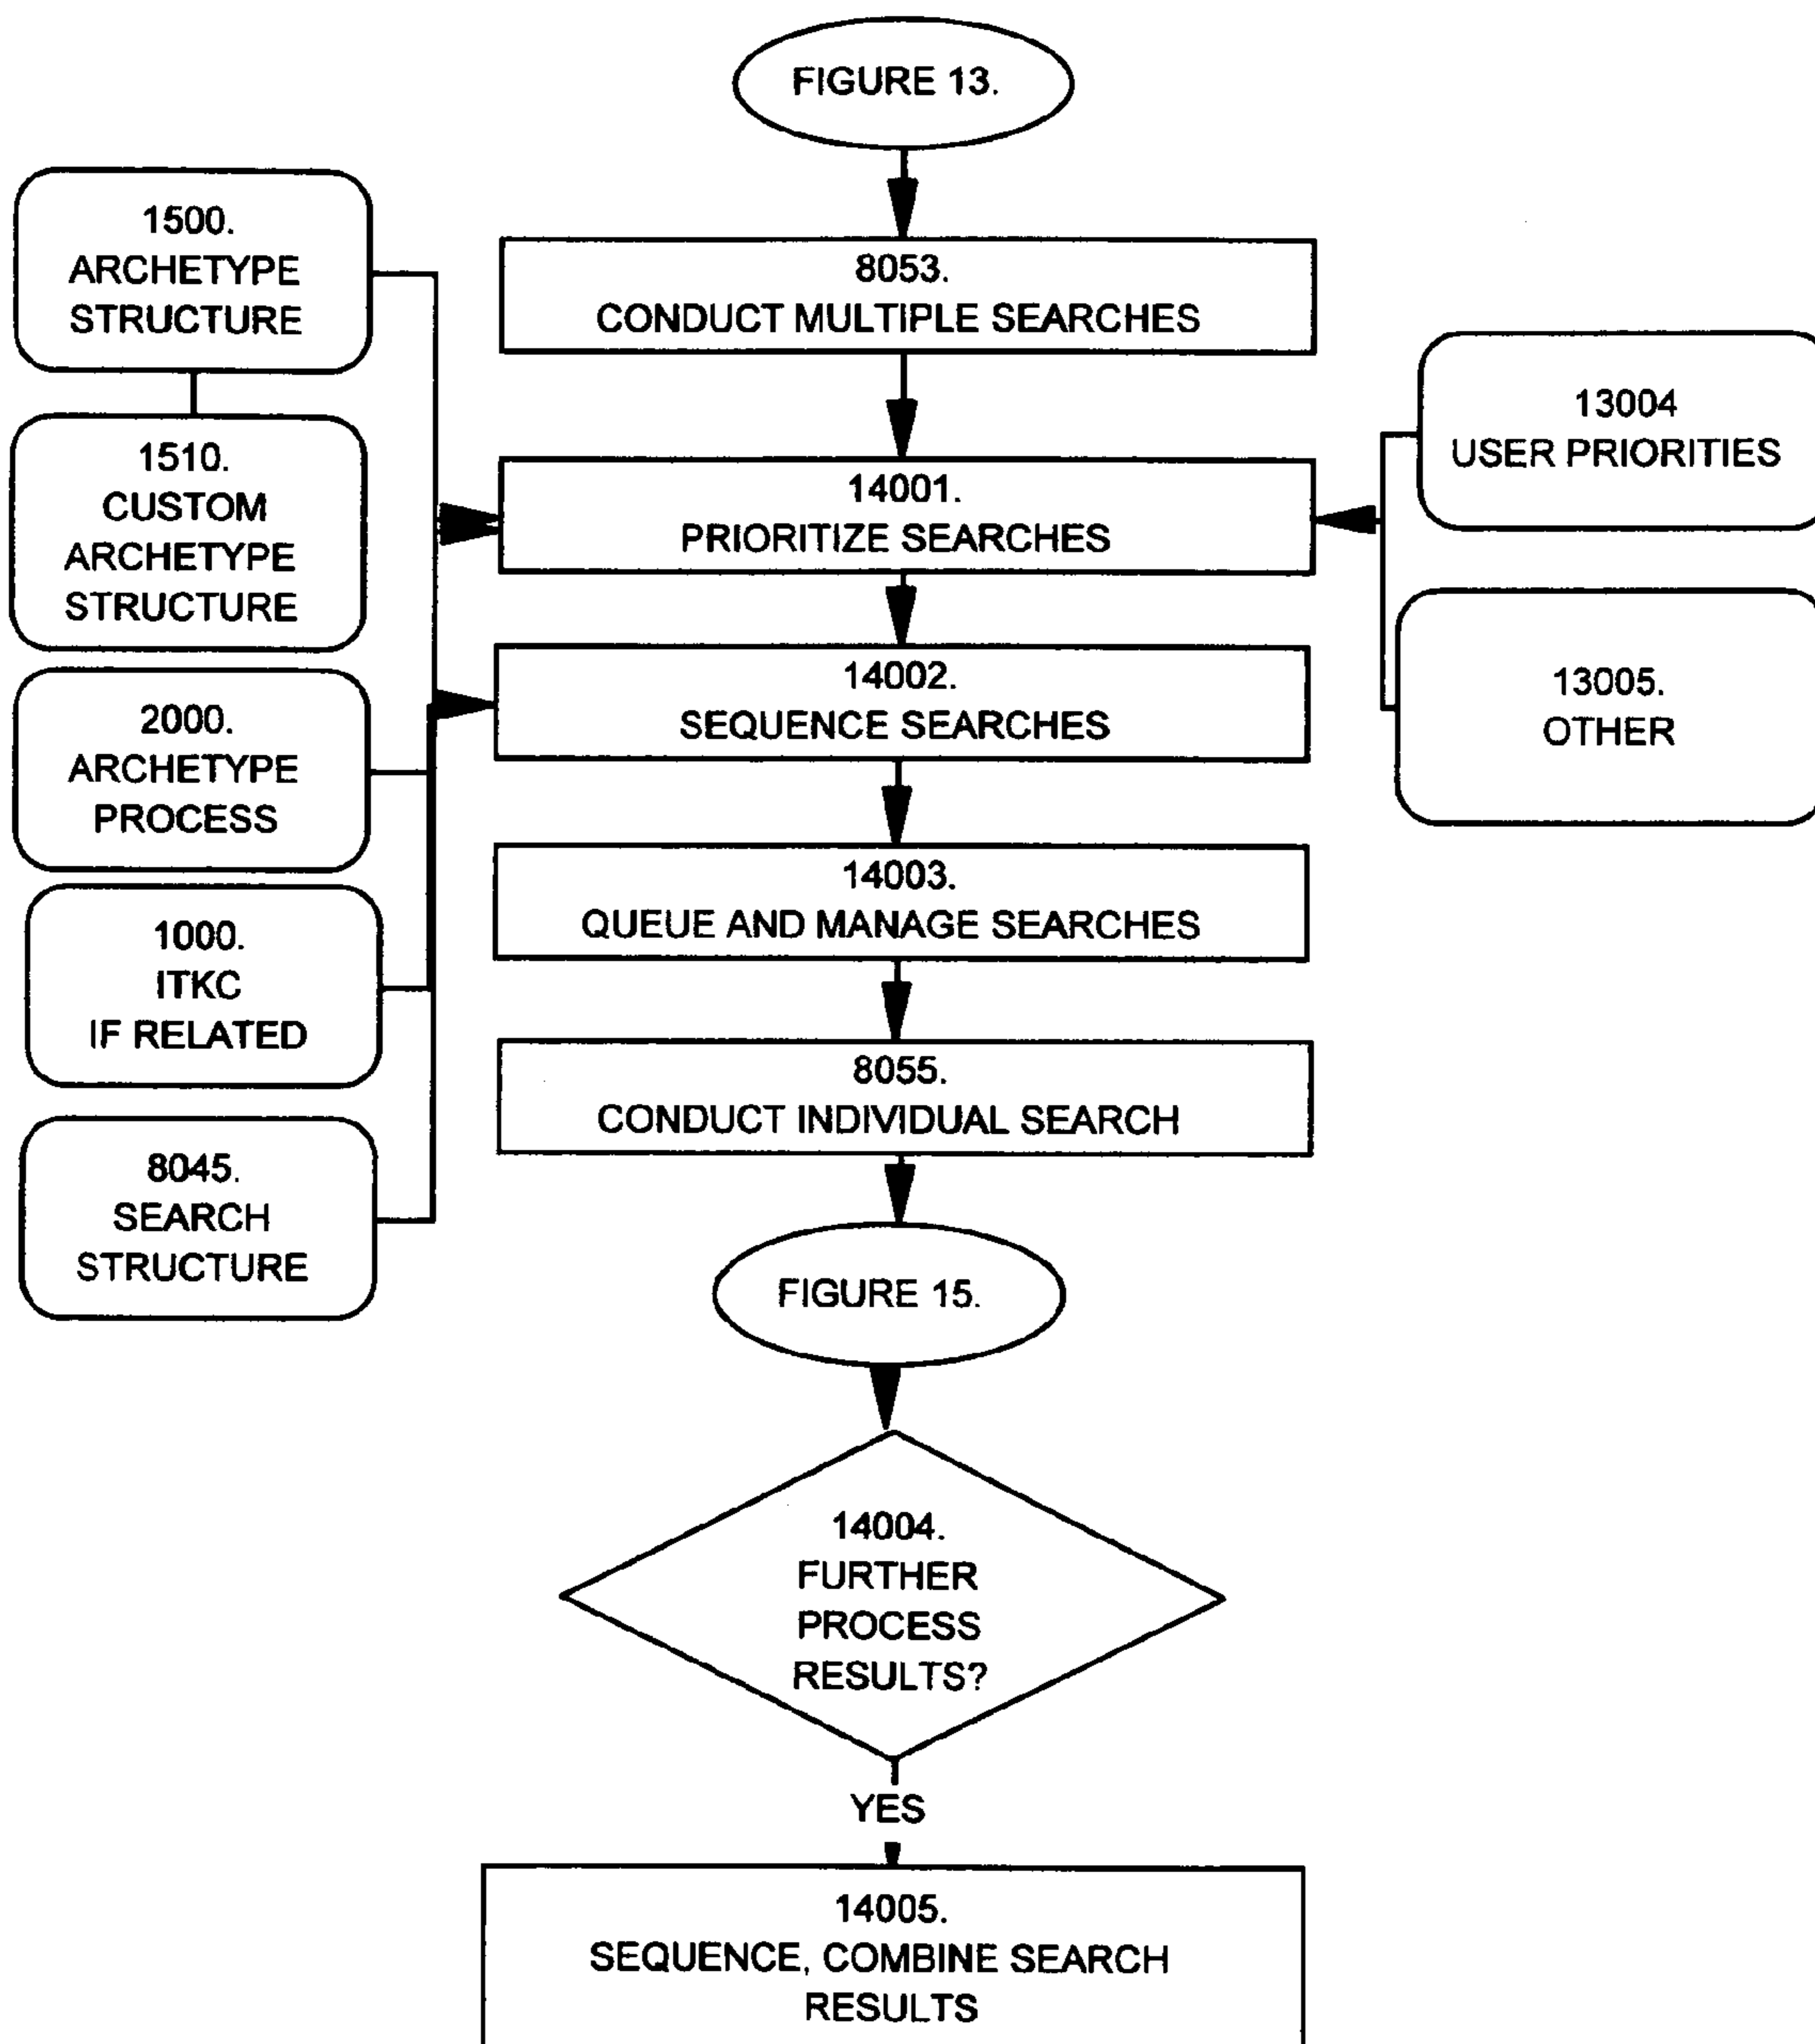 FIGURE 13.
1500.
ARCHETYPE
STRUCTURE
8053.
CONDUCT MULTIPLE SEARCHES
13004
USER PRIORITIES
1510.
CUSTOM
ARCHETYPE
STRUCTURE
14001.
PRIORITIZE SEARCHES
2000.
ARCHETYPE
PROCESS
14002.
SEQUENCE SEARCHES
13005.
OTHER
14003.
QUEUE AND MANAGE SEARCHES
1000.
ITKC
IF RELATED
8055.
CONDUCT INDIVIDUAL SEARCH
8045.
SEARCH
STRUCTURE
FIGURE 15.
14004.
FURTHER
PROCESS
RESULTS?
YES
14005.
SEQUENCE, COMBINE SEARCH
RESULTS